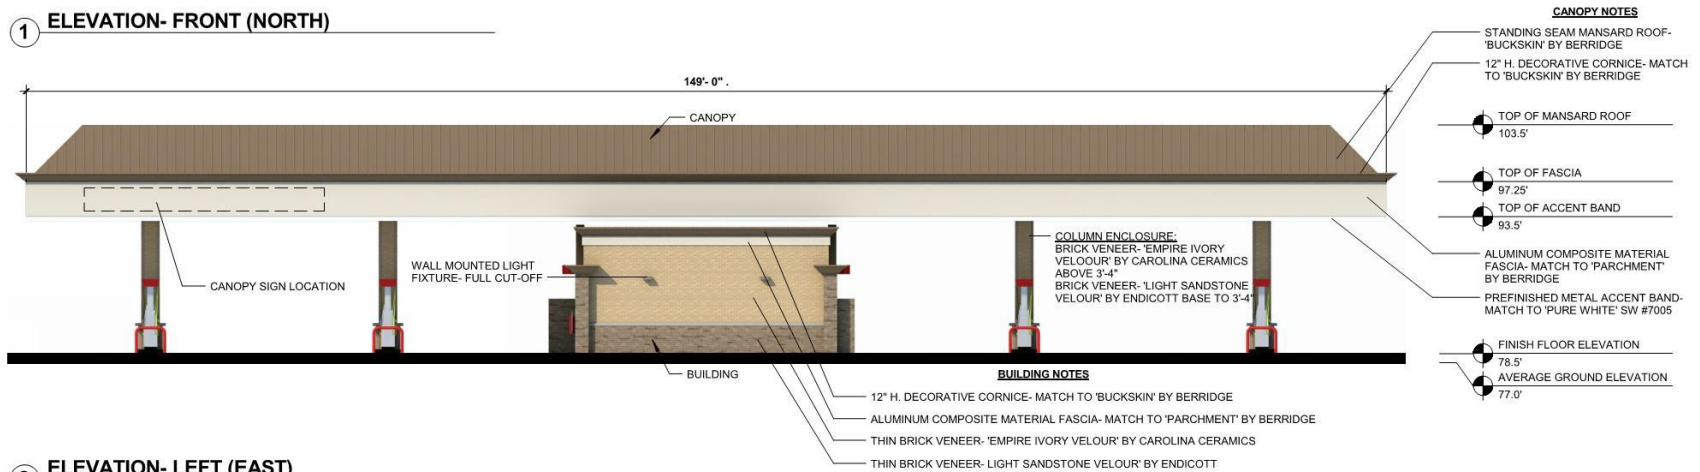 1 ELEVATION- FRONT (NORTH)
149'- 0" .
CANOPY
CANOPY SIGN LOCATION
WALL MOUNTED LIGHT
FIXTURE- FULL CUT-OFF
COLUMN ENCLOSURE:
BRICK VENEER- 'EMPIRE IVORY
VELOOUR' BY CAROLINA CERAMICS
ABOVE 3'-4"
BRICK VENEER- 'LIGHT SANDSTONE
VELOUR' BY ENDICOTT BASE TO 3'-4"
CANOPY NOTES
STANDING SEAM MANSARD ROOF-
'BUCKSKIN' BY BERRIDGE
12" H. DECORATIVE CORNICE- MATCH
TO 'BUCKSKIN' BY BERRIDGE
TOP OF MANSARD ROOF
103.5'
TOP OF FASCIA
97.25'
TOP OF ACCENT BAND
93.5'
ALUMINUM COMPOSITE MATERIAL
FASCIA- MATCH TO 'PARCHMENT'
BY BERRIDGE
PREFINISHED METAL ACCENT BAND-
MATCH TO 'PURE WHITE' SW #7005
FINISH FLOOR ELEVATION
78.5'
AVERAGE GROUND ELEVATION
77.0'
BUILDING
BUILDING NOTES
12" H. DECORATIVE CORNICE- MATCH TO 'BUCKSKIN' BY BERRIDGE
ALUMINUM COMPOSITE MATERIAL FASCIA- MATCH TO 'PARCHMENT' BY BERRIDGE
THIN BRICK VENEER- 'EMPIRE IVORY VELOUR' BY CAROLINA CERAMICS
THIN BRICK VENEER- LIGHT SANDSTONE VELOUR' BY ENDICOTT
ELEVATION- LEFT (EAST)